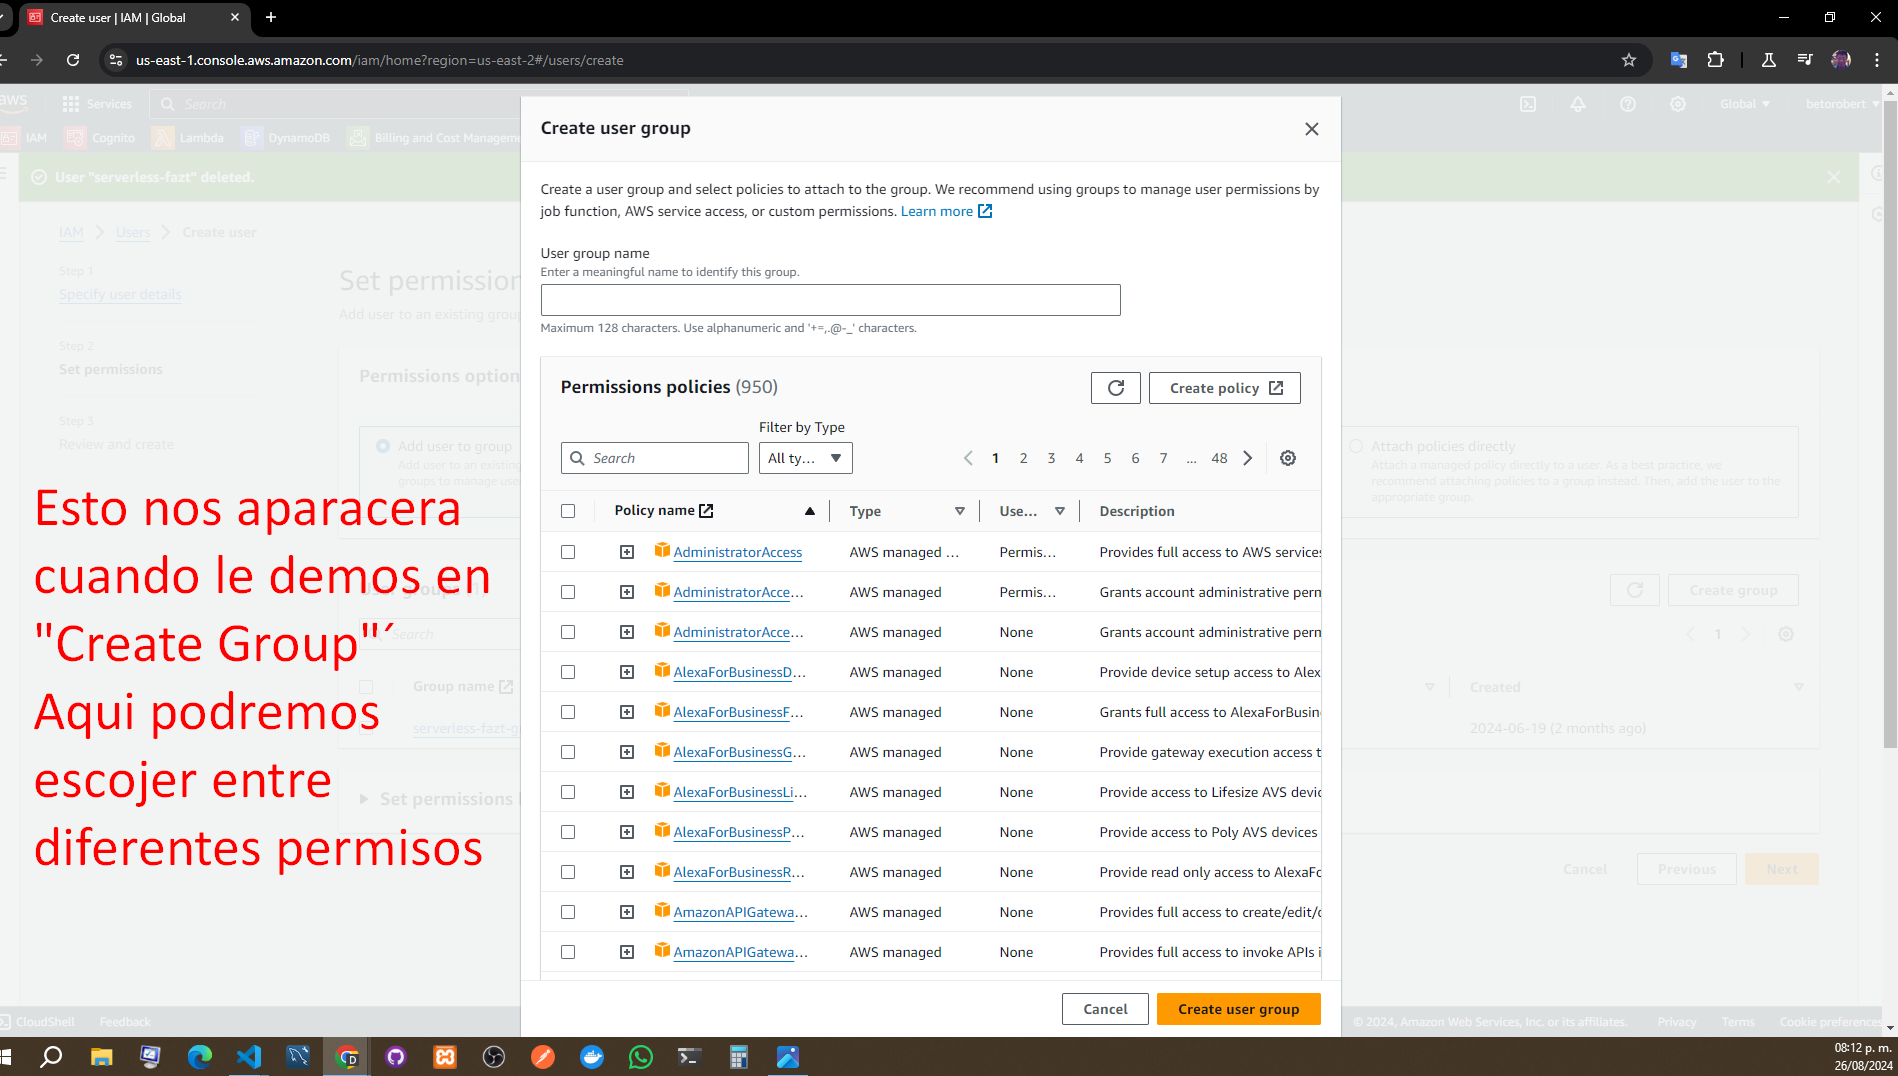 Create user | IAM | Global
us-east-1.console.aws.amazon.com/iam/home?region=us-east-2#/users/create
aws
Services
Search
Global
betorobert
IAM
Cognito
Lambda
DynamoDB
Billing and Cost Manageme
User "serverless-fazt" deleted.
IAM
Users
Create user
Step 1
Specify user details
Step 2
Set permissions
Step 3
Review and create
Set permission
Add user to an existing grou
Permissions option
Add user to group
Add user to an existing
groups to manage use
Attach policies directly
Attach a managed policy directly to a user. As a best practice, we
recommend attaching policies to a group instead. Then, add the user to the
appropriate group.
User groups
Search
Create group
1
Group name
Created
serverless-fazt-g
2024-06-19 (2 months ago)
Set permissions
Cancel
Previous
Next
Esto nos aparacera
cuando le demos en
"Create Group"´
Aqui podremos
escojer entre
diferentes permisos
Create user group
Create a user group and select policies to attach to the group. We recommend using groups to manage user permissions by
job function, AWS service access, or custom permissions. Learn more
User group name
Enter a meaningful name to identify this group.
Maximum 128 characters. Use alphanumeric and '+=,.@-_' characters.
Permissions policies (950)
Create policy
Filter by Type
Search
All ty...
1 2 3 4 5 6 7 ... 48
Policy name Type Use... Description
AdministratorAccess AWS managed ... Permis... Provides full access to AWS services
AdministratorAcce... AWS managed Permis... Grants account administrative perm
AdministratorAcce... AWS managed None Grants account administrative perm
AlexaForBusinessD... AWS managed None Provide device setup access to Alex
AlexaForBusinessF... AWS managed None Grants full access to AlexaForBusin
AlexaForBusinessG... AWS managed None Provide gateway execution access t
AlexaForBusinessLi... AWS managed None Provide access to Lifesize AVS devic
AlexaForBusinessP... AWS managed None Provide access to Poly AVS devices
AlexaForBusinessR... AWS managed None Provide read only access to AlexaFo
AmazonAPIGatewa... AWS managed None Provides full access to create/edit/d
AmazonAPIGatewa... AWS managed None Provides full access to invoke APIs i
Cancel
Create user group
CloudShell
Feedback
© 2024, Amazon Web Services, Inc. or its affiliates.
Privacy
Terms
Cookie preferences
08:12 p. m.
26/08/2024